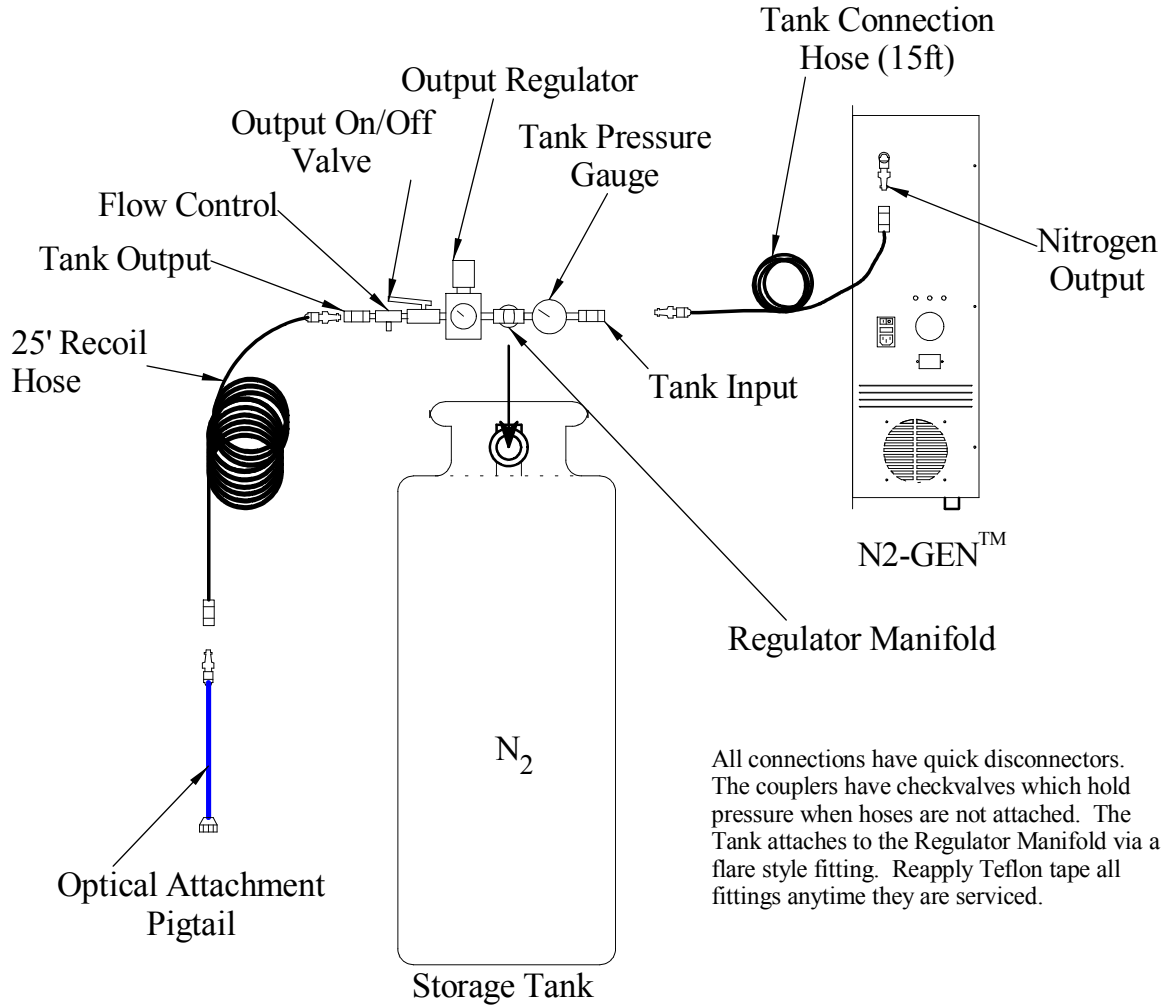 Tank Connection
Hose (15ft)
Output Regulator
Output On/Off
Valve
Tank Pressure
Gauge
Flow Control
Tank Output
Nitrogen
Output
25' Recoil
Hose
Tank Input
N2-GEN™
Regulator Manifold
N2
All connections have quick disconnectors.
The couplers have checkvalves which hold
pressure when hoses are not attached. The
Tank attaches to the Regulator Manifold via a
flare style fitting. Reapply Teflon tape all
fittings anytime they are serviced.
Optical Attachment
Pigtail
Storage Tank